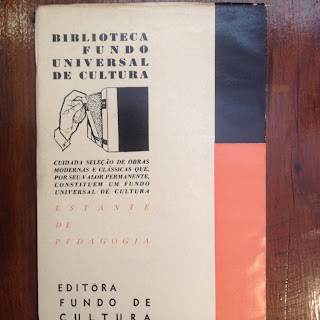 BIBLIOTECA
FUNDO
UNIVERSAL
DE CULTURA
CUIDADA SELEÇÃO DE OBRAS
MODERNAS E CLÁSSICAS QUE,
POR SEU VALOR PERMANENTE,
CONSTITUEM UM FUNDO
UNIVERSAL DE CULTURA
ESTANTE
DE
PEDAGOGIA
EDITÔRA
FUNDO DE
CULTURA